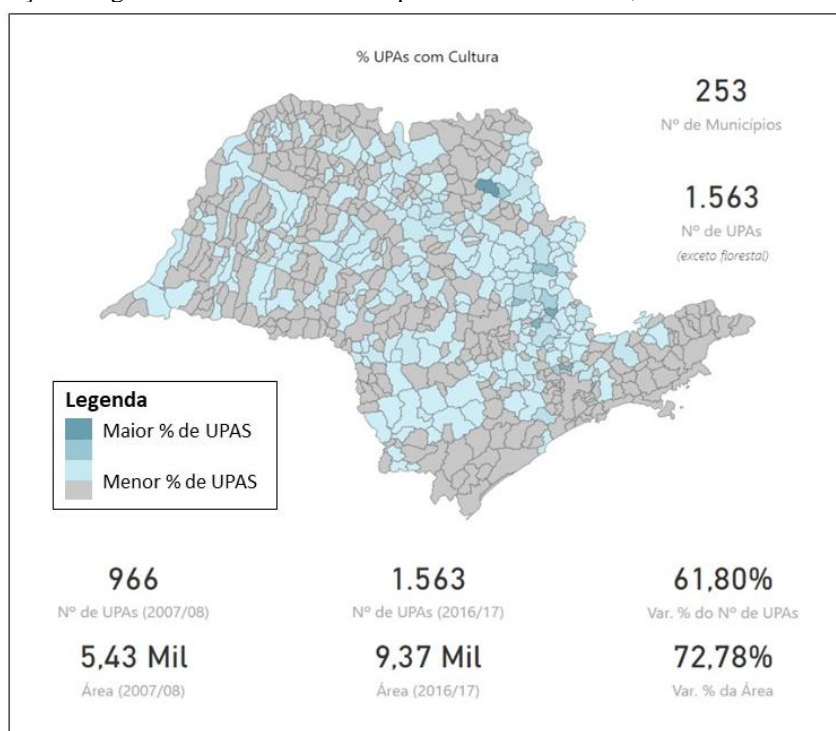 % UPAs com Cultura
253
Nº de Municípios
1.563
Nº de UPAs
(exceto florestal)
Legenda
Maior % de UPAS
Menor % de UPAS
966
Nº de UPAs (2007/08)
1.563
Nº de UPAs (2016/17)
61,80%
Var. % do Nº de UPAs
5,43 Mil
Área (2007/08)
9,37 Mil
Área (2016/17)
72,78%
Var. % da Área